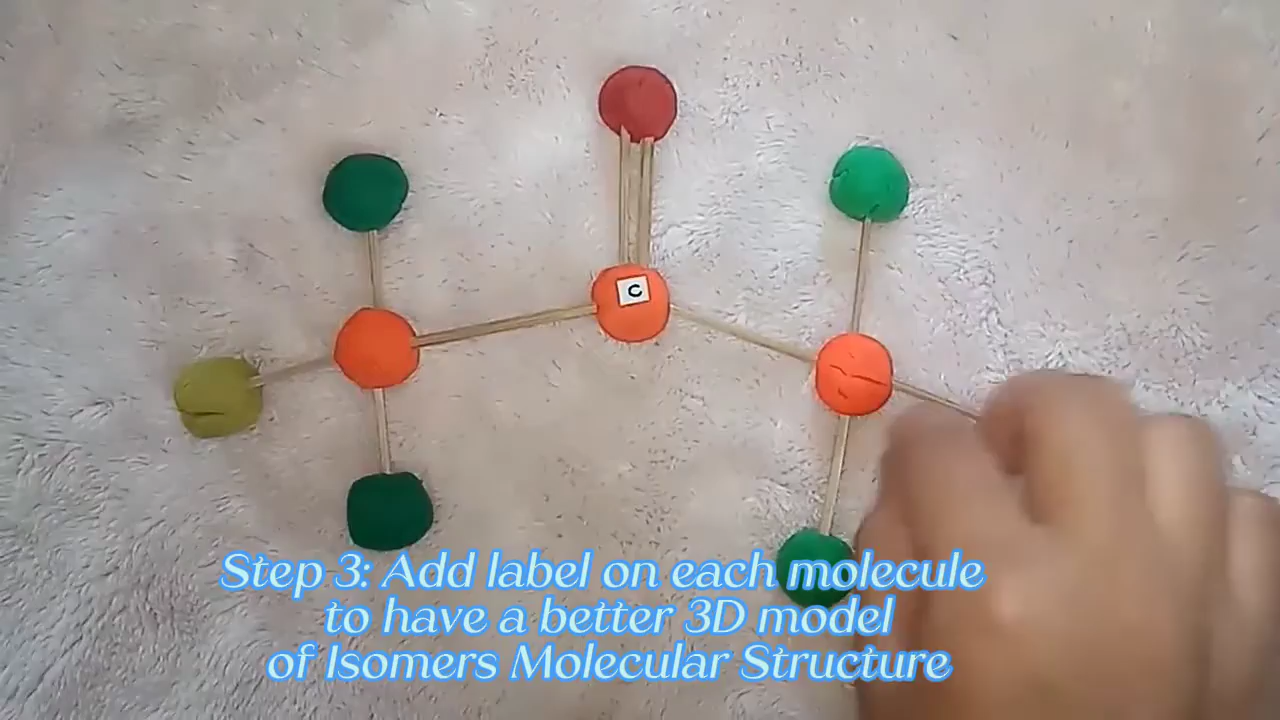 C
Step 3: Add label on each molecule
to have a better 3D model
of Isomers Molecular Structure